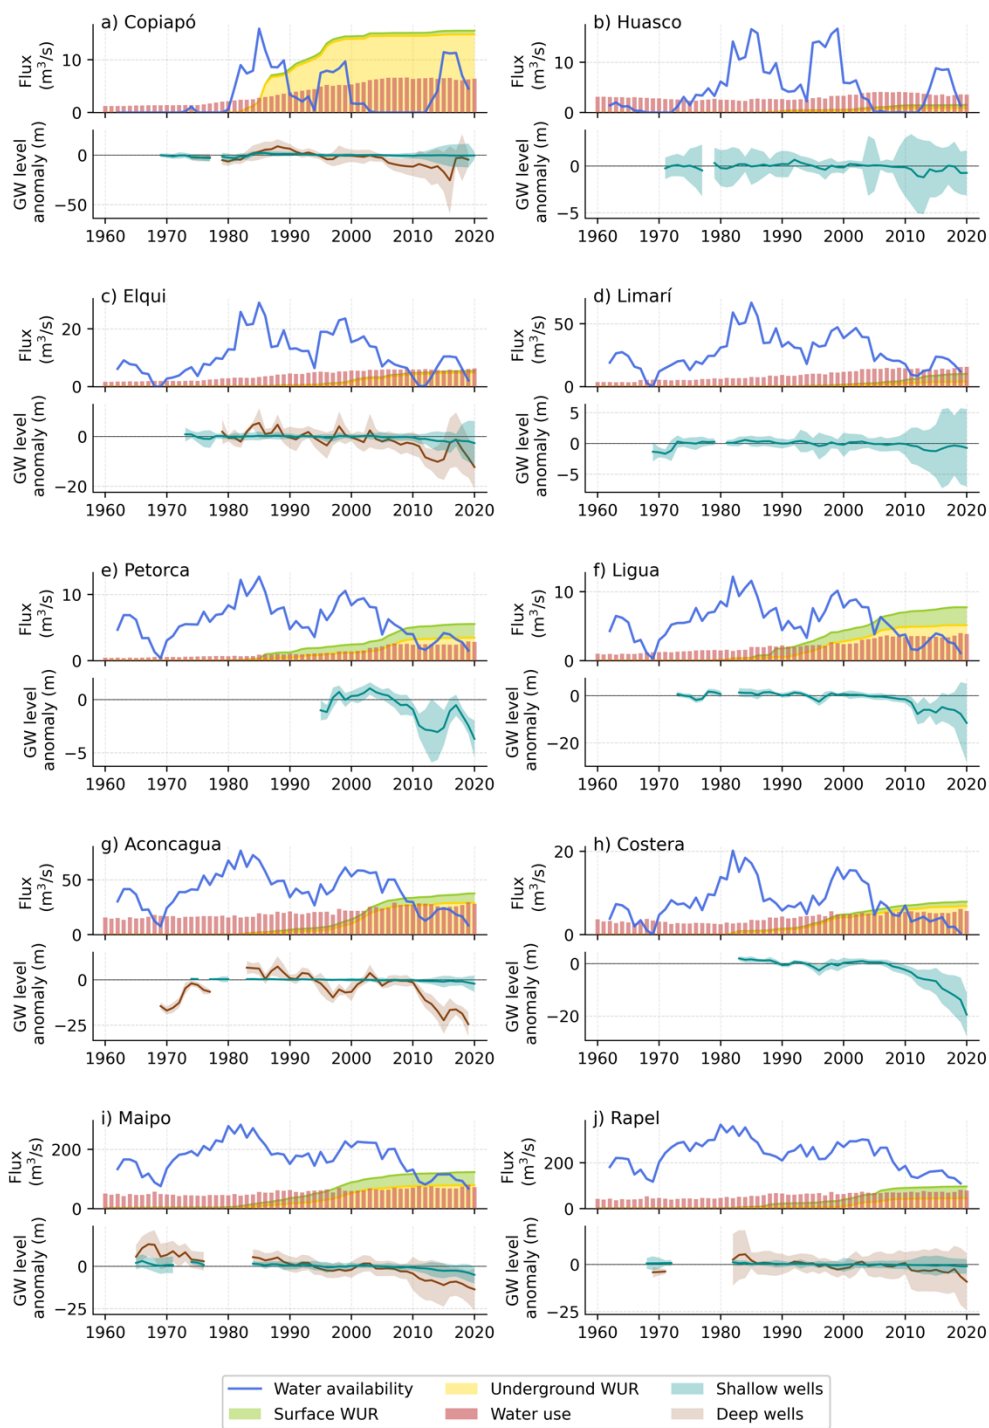 a) Copiapó
Flux
(m³/s)
10
0
GW level
anomaly (m)
0
−50
1960 1970 1980 1990 2000 2010 2020
b) Huasco
Flux
(m³/s)
10
0
GW level
anomaly (m)
0
−5
1960 1970 1980 1990 2000 2010 2020
c) Elqui
Flux
(m³/s)
20
0
GW level
anomaly (m)
0
−20
1960 1970 1980 1990 2000 2010 2020
d) Limarí
Flux
(m³/s)
50
0
GW level
anomaly (m)
5
0
−5
1960 1970 1980 1990 2000 2010 2020
e) Petorca
Flux
(m³/s)
10
0
GW level
anomaly (m)
0
−5
1960 1970 1980 1990 2000 2010 2020
f) Ligua
Flux
(m³/s)
10
0
GW level
anomaly (m)
0
−20
1960 1970 1980 1990 2000 2010 2020
g) Aconcagua
Flux
(m³/s)
50
0
GW level
anomaly (m)
0
−25
1960 1970 1980 1990 2000 2010 2020
h) Costera
Flux
(m³/s)
20
0
GW level
anomaly (m)
0
−20
1960 1970 1980 1990 2000 2010 2020
i) Maipo
Flux
(m³/s)
200
0
GW level
anomaly (m)
0
−25
1960 1970 1980 1990 2000 2010 2020
j) Rapel
Flux
(m³/s)
200
0
GW level
anomaly (m)
0
−25
1960 1970 1980 1990 2000 2010 2020
Water availability
Underground WUR
Shallow wells
Surface WUR
Water use
Deep wells